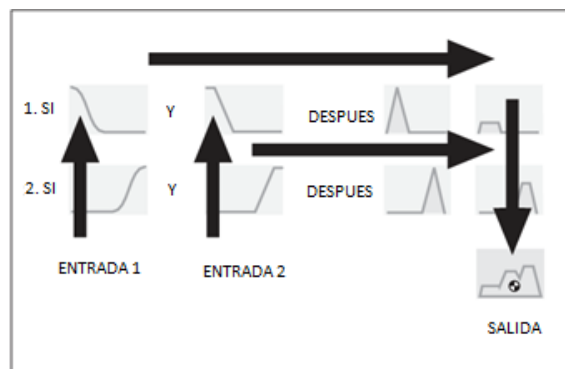 1. SI Y DESPUES
2. SI Y DESPUES
ENTRADA 1 ENTRADA 2
SALIDA